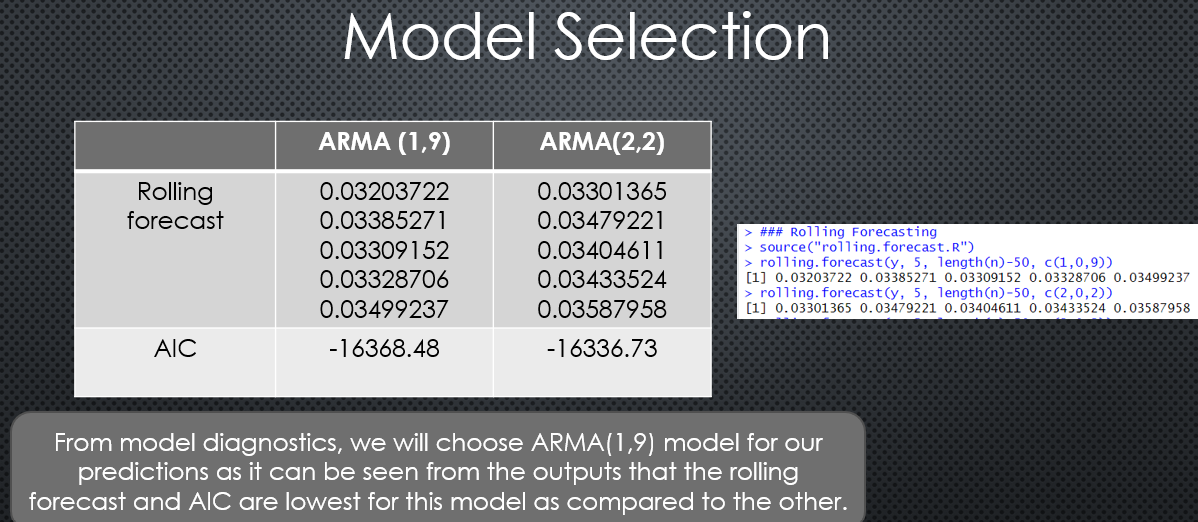 Model Selection
ARMA (1,9) ARMA(2,2)
Rolling forecast
0.03203722 0.03301365
0.03385271 0.03479221
0.03309152 0.03404611
0.03328706 0.03433524
0.03499237 0.03587958
AIC -16368.48 -16336.73
> ### Rolling Forecasting
> source("rolling.forecast.R")
> rolling.forecast(y, 5, length(n)-50, c(1,0,9))
[1] 0.03203722 0.03385271 0.03309152 0.03328706 0.03499237
> rolling.forecast(y, 5, length(n)-50, c(2,0,2))
[1] 0.03301365 0.03479221 0.03404611 0.03433524 0.03587958
From model diagnostics, we will choose ARMA(1,9) model for our
predictions as it can be seen from the outputs that the rolling
forecast and AIC are lowest for this model as compared to the other.